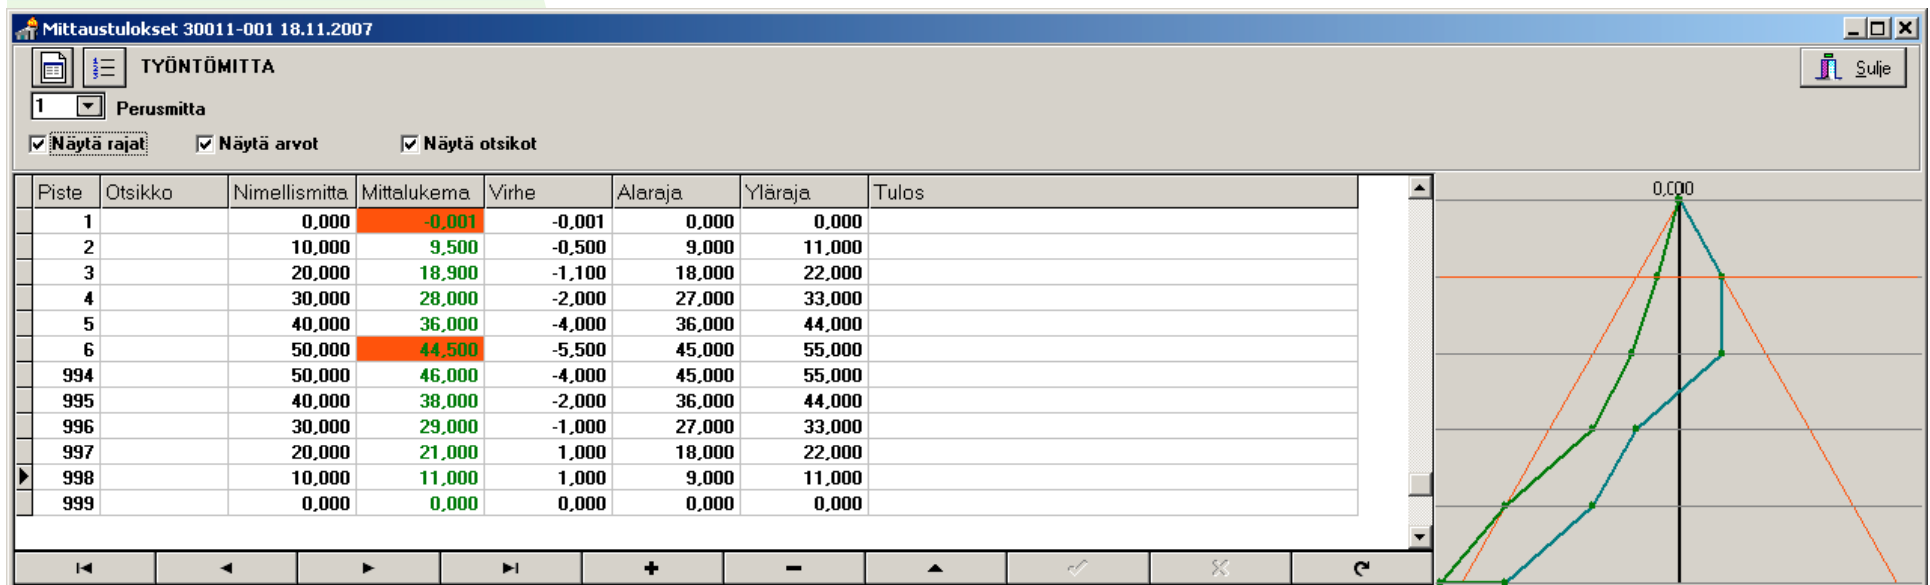 Mittaustulokset 30011-001 18.11.2007
TYÖNTÖMITTA
Sulje
1 Perusmitta
Näytä rajat Näytä arvot Näytä otsikot
Piste Otsikko Nimellismitta Mittalukema Virhe Alaraja Yläraja Tulos
1 0,000 -0,001 -0,001 0,000 0,000
2 10,000 9,500 -0,500 9,000 11,000
3 20,000 18,900 -1,100 18,000 22,000
4 30,000 28,000 -2,000 27,000 33,000
5 40,000 36,000 -4,000 36,000 44,000
6 50,000 44,500 -5,500 45,000 55,000
994 50,000 46,000 -4,000 45,000 55,000
995 40,000 38,000 -2,000 36,000 44,000
996 30,000 29,000 -1,000 27,000 33,000
997 20,000 21,000 1,000 18,000 22,000
998 10,000 11,000 1,000 9,000 11,000
999 0,000 0,000 0,000 0,000 0,000
0,000